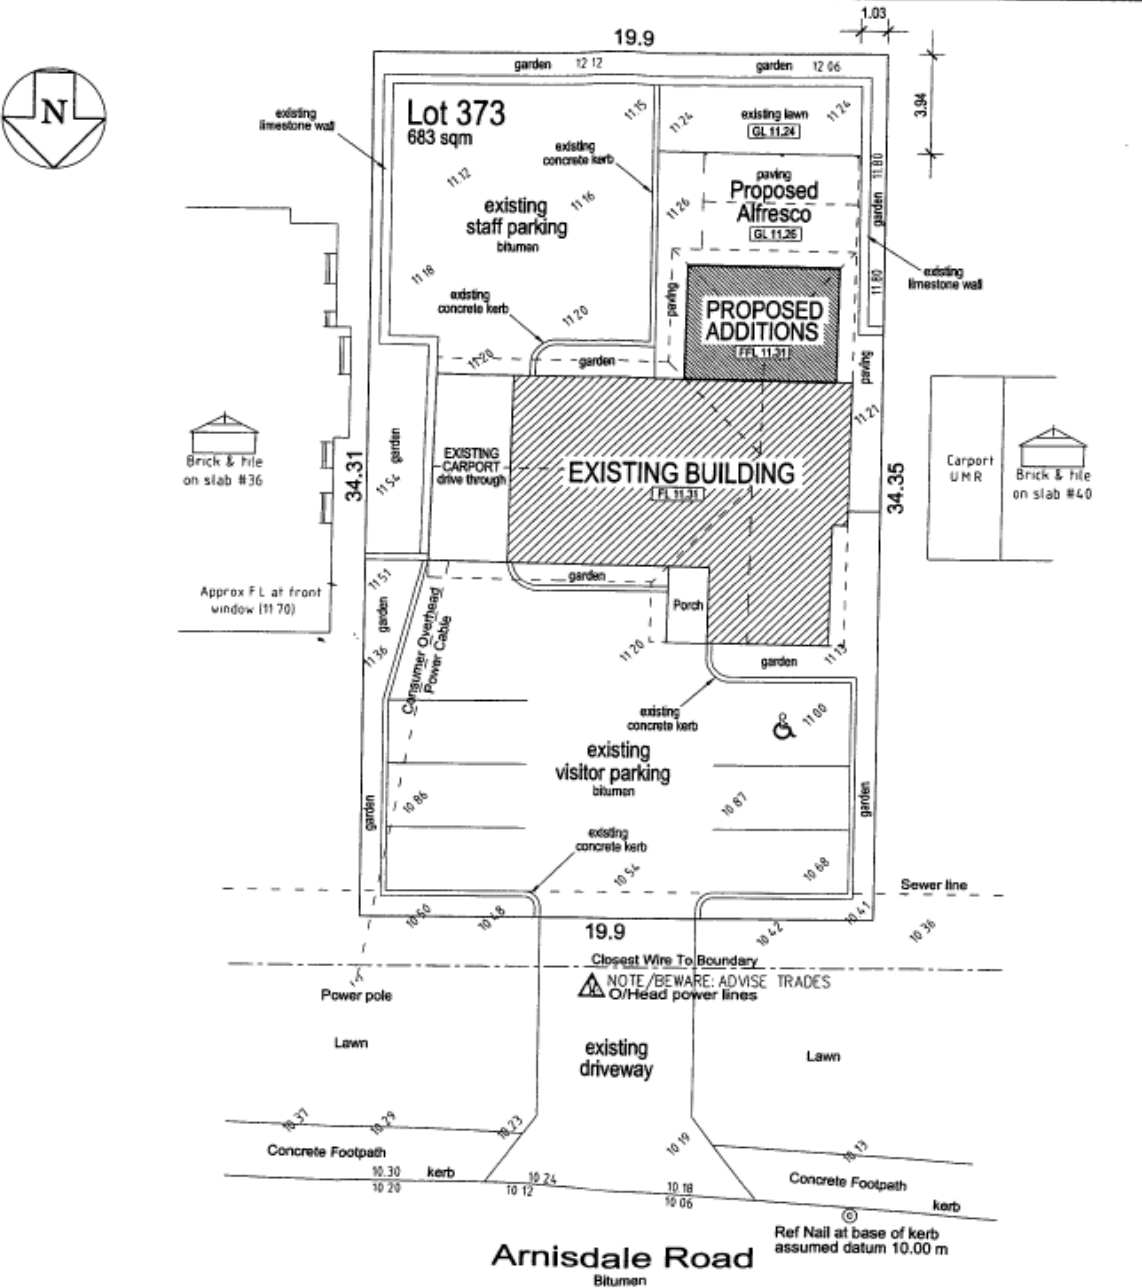 1.03
19.9
garden 12 12
garden 12 06
N
Lot 373
683 sqm
existing
limestone wall
11.15
11.24
existing lawn
GL 11.24
11.24
3.94
existing
concrete kerb
11.12
11.16
existing
staff parking
bitumen
11.26
paving
Proposed
Alfresco
GL 11.26
11.80
garden
11.80
existing
limestone wall
11.18
existing
concrete kerb
11.20
paving
PROPOSED
ADDITIONS
FFL 11.31
11.20
garden
paving
11.21
Brick & tile
on slab #36
34.31
garden
11.54
EXISTING
CARPORT
drive through
EXISTING BUILDING
FL 11.31
34.35
Carport
UMR
Brick & tile
on slab #40
Approx F L at front
window (11 70)
11.51
garden
11 36
garden
Porch
Consumer Overhead
Power Cable
11 20
garden
11.13
existing
concrete kerb
11 00
existing
visitor parking
bitumen
garden
10 86
10 87
garden
existing
concrete kerb
10 54
10 68
Sewer line
10 60
10.48
19.9
10 42
10.41
10 36
Closest Wire To Boundary
NOTE/BEWARE: ADVISE TRADES
O/Head power lines
Power pole
Lawn
existing
driveway
Lawn
10.37
10.29
10.23
10 19
10.13
Concrete Footpath
10.30
kerb
10 20
10 24
10 12
10 18
10 06
Concrete Footpath
kerb
Ref Nail at base of kerb
assumed datum 10.00 m
Arnisdale Road
Bitumen